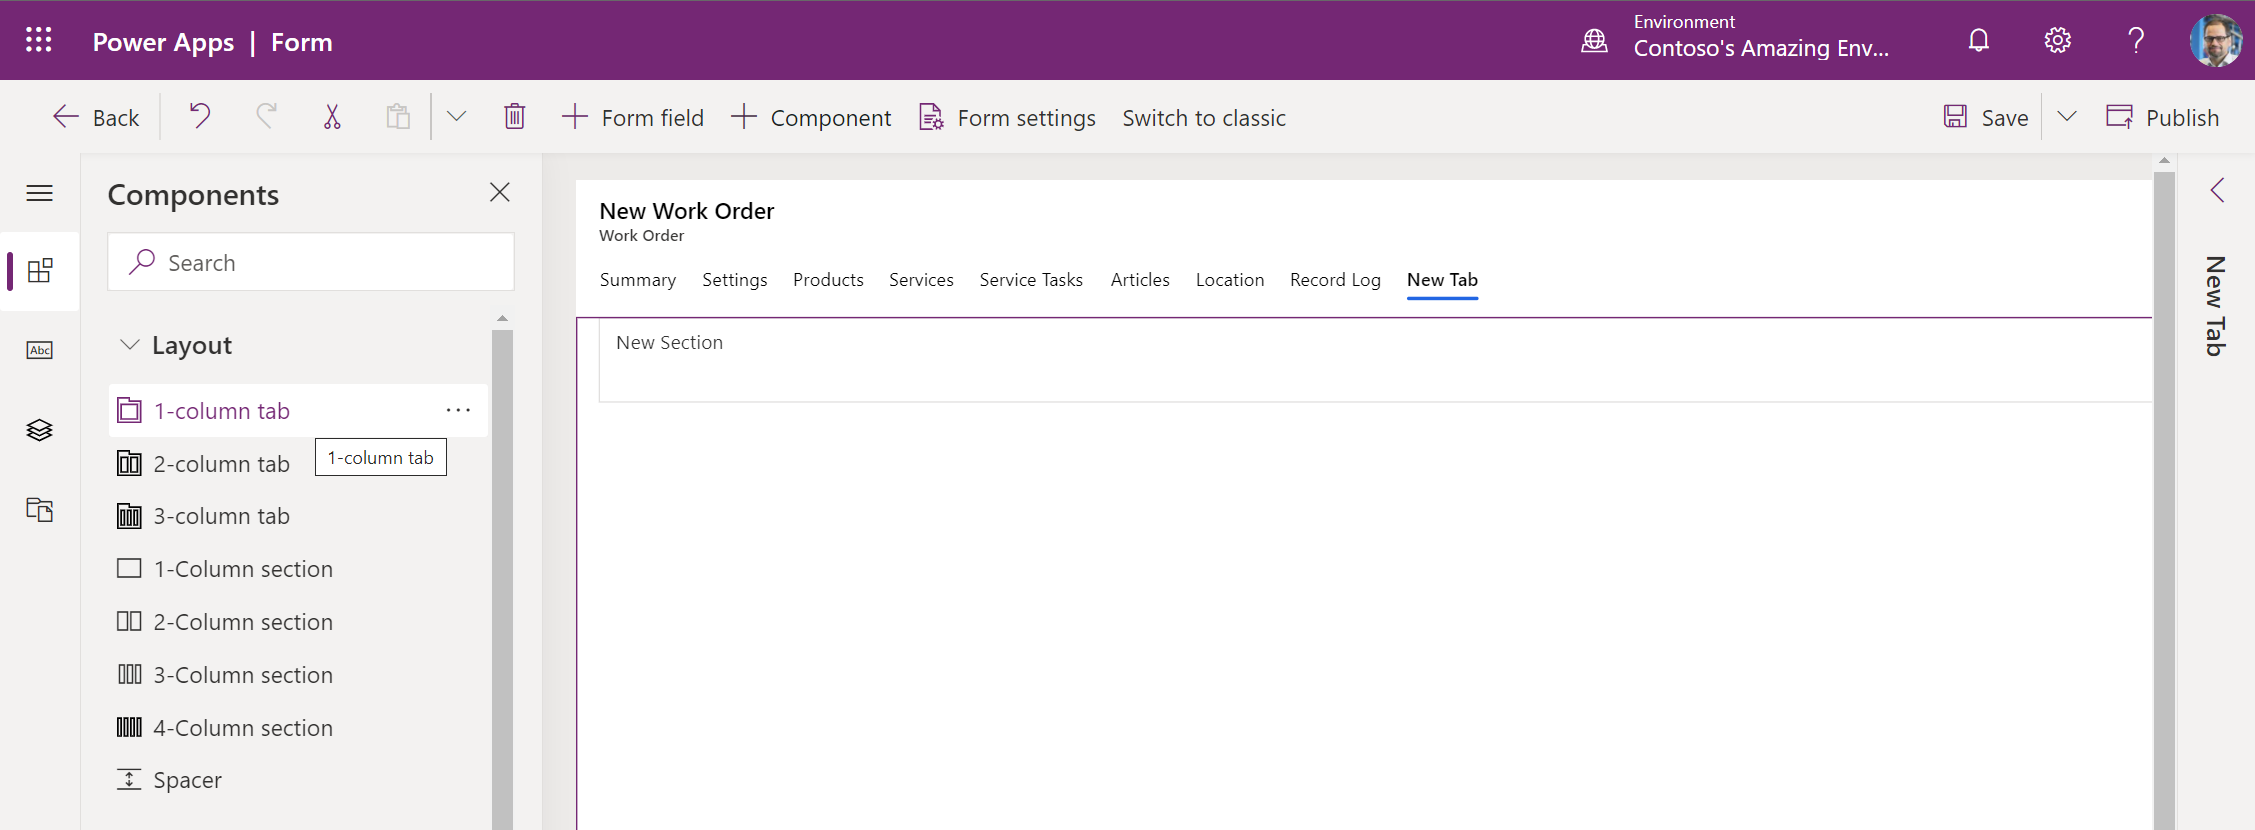 Power Apps | Form
Environment
Contoso's Amazing Env...
Back
Form field
Component
Form settings
Switch to classic
Save
Publish
Components
Search
Layout
1-column tab
1-column tab
2-column tab
3-column tab
1-Column section
2-Column section
3-Column section
4-Column section
Spacer
Abc
New Work Order
Work Order
Summary Settings Products Services Service Tasks Articles Location Record Log New Tab
New Section
New Tab